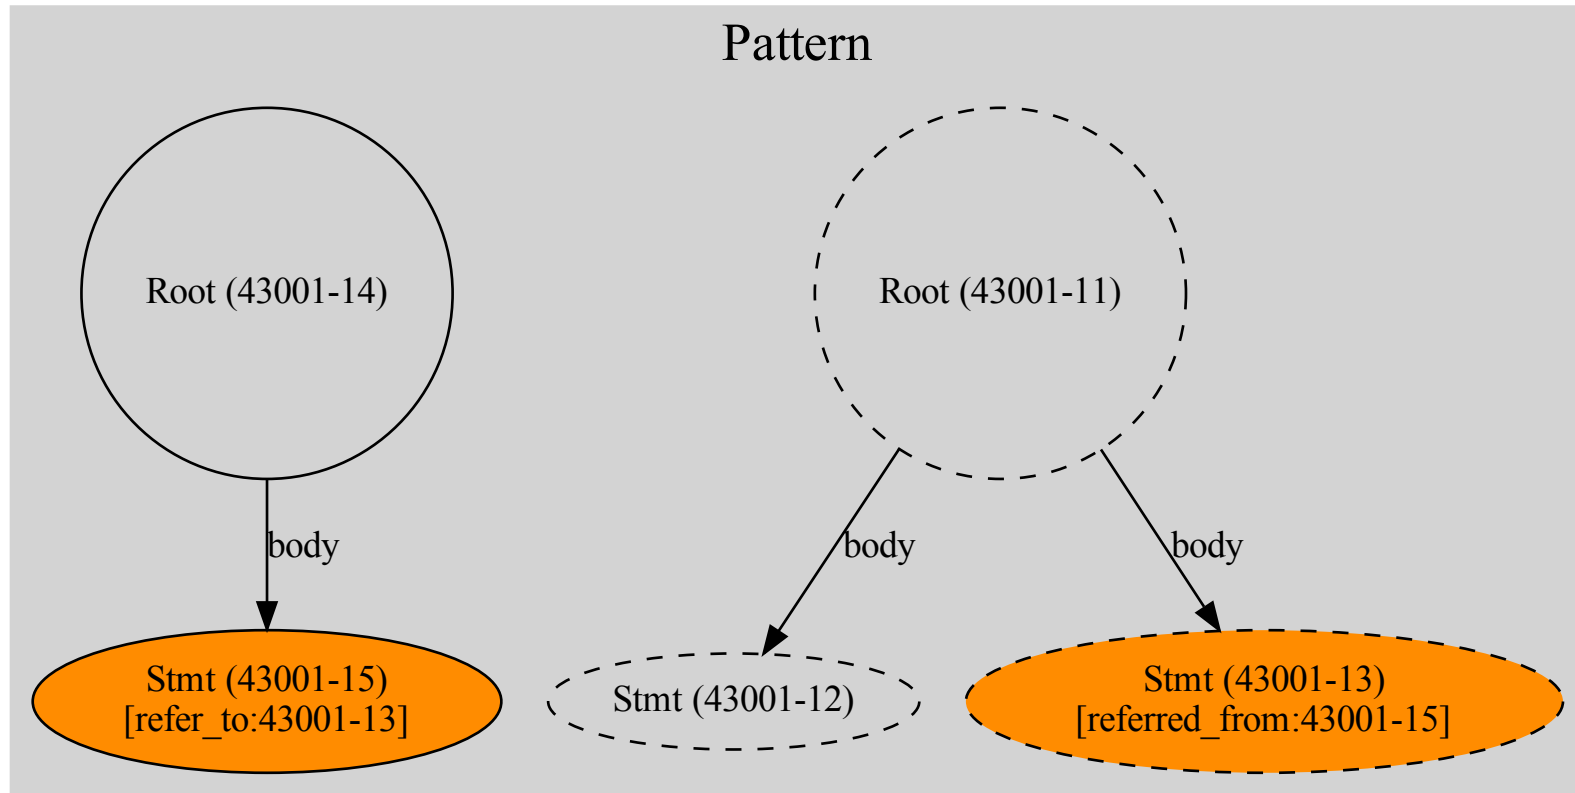 Pattern
Root (43001-14)
Root (43001-11)
body
body
body
Stmt (43001-15)
[refer_to:43001-13]
Stmt (43001-12)
Stmt (43001-13)
[referred_from:43001-15]